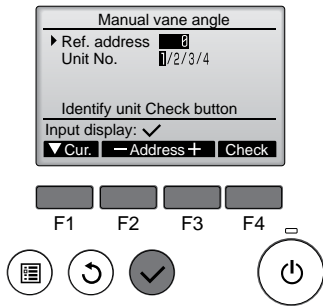 Manual vane angle
Ref. address 0
Unit No. 1/2/3/4
Identify unit Check button
Input display: ✓
▼Cur. −Address+ Check
F1 F2 F3 F4